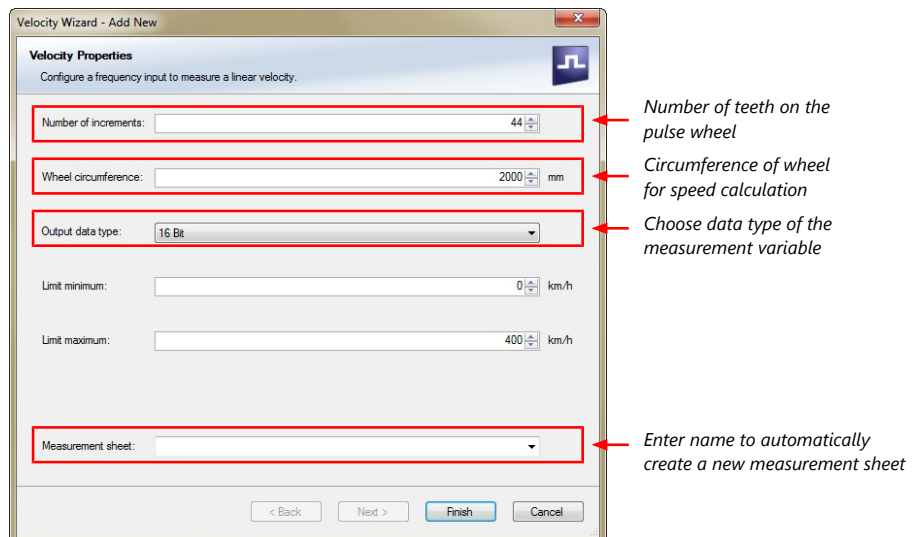 Velocity Wizard - Add New
Velocity Properties
Configure a frequency input to measure a linear velocity.
Number of increments: 44
Number of teeth on the
pulse wheel
Wheel circumference: 2000 mm
Circumference of wheel
for speed calculation
Output data type: 16 Bit
Choose data type of the
measurement variable
Limit minimum: 0 km/h
Limit maximum: 400 km/h
Measurement sheet:
Enter name to automatically
create a new measurement sheet
< Back Next > Finish Cancel